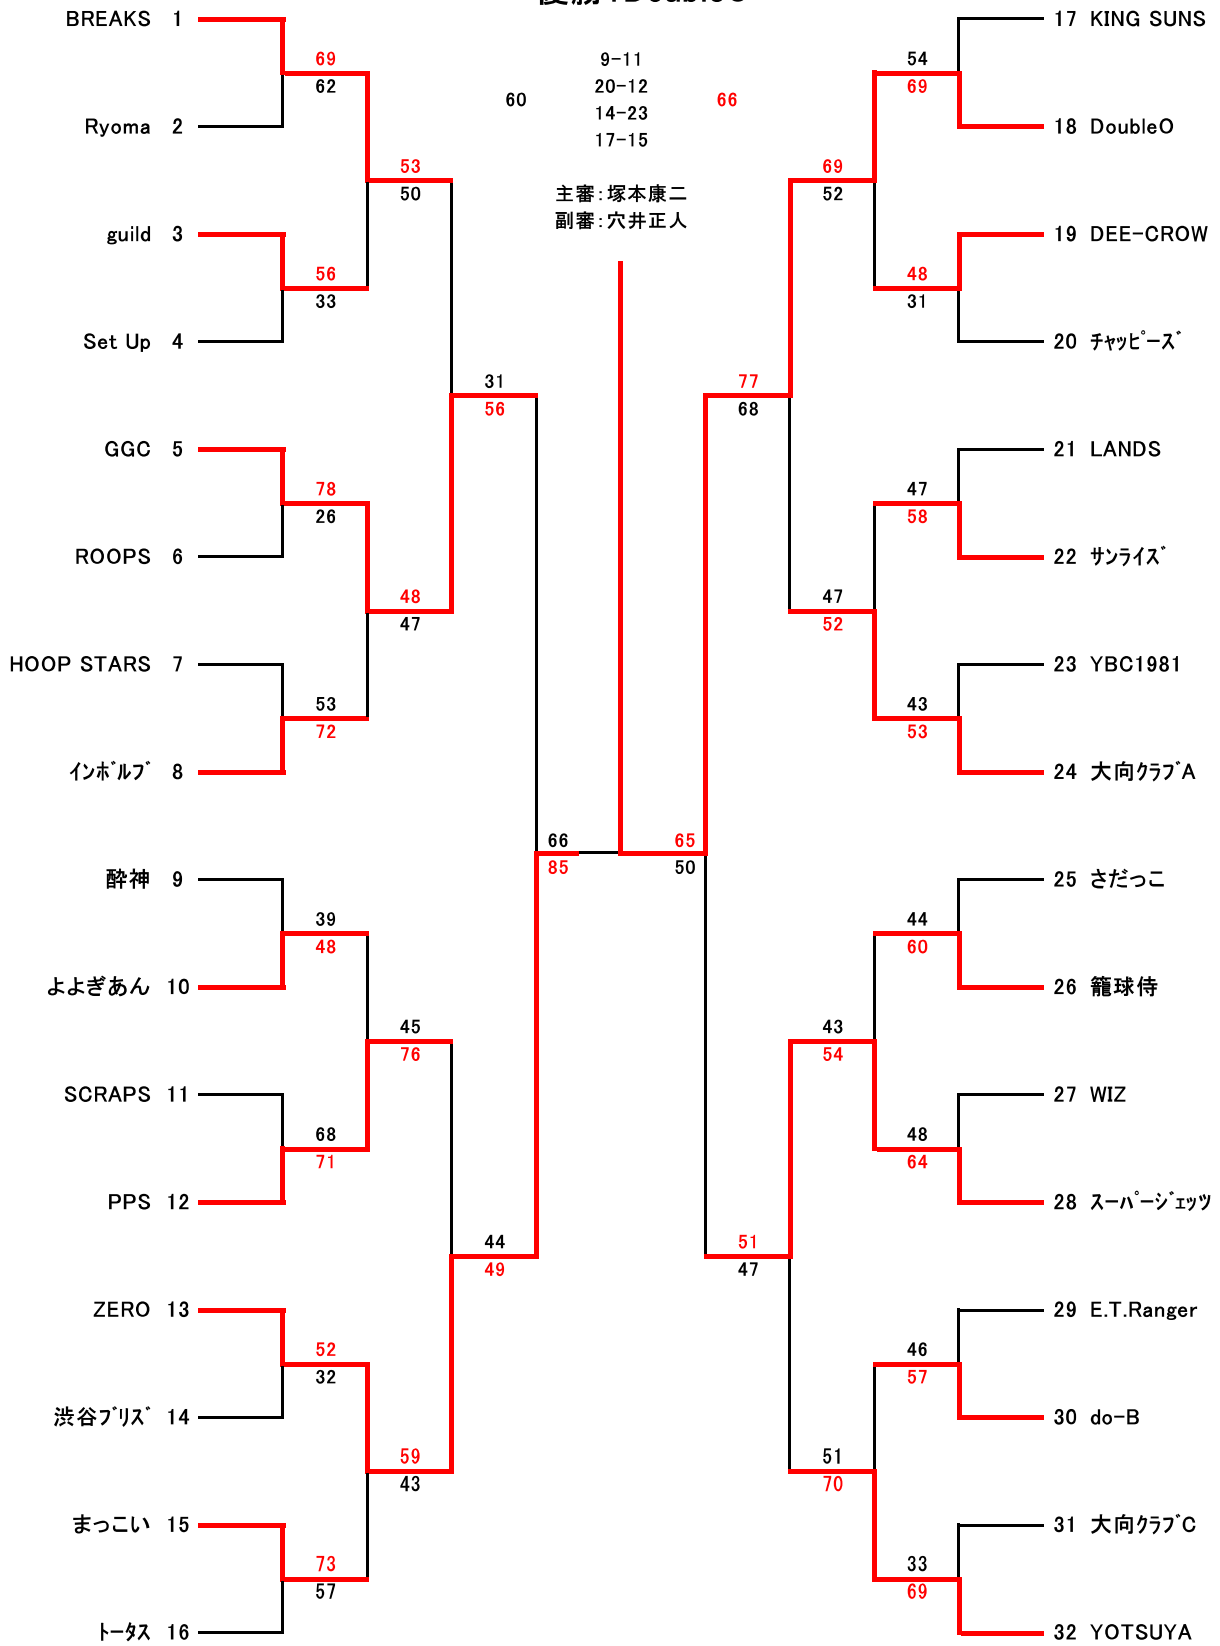 優勝:DoubleO
BREAKS 1
69
62
Ryoma 2
53
50
guild 3
56
33
Set Up 4
31
56
GGC 5
78
26
ROOPS 6
48
47
HOOP STARS 7
53
72
インボルブ 8
66
85
酔神 9
39
48
よよぎあん 10
45
76
SCRAPS 11
68
71
PPS 12
44
49
ZERO 13
52
32
渋谷ブリズ 14
59
43
まっこい 15
73
57
トータス 16
9-11
20-12
60 66
14-23
17-15
主審:塚本康二
副審:穴井正人
17 KING SUNS
54
69
18 DoubleO
69
52
19 DEE-CROW
48
31
20 チャッピーズ
77
68
21 LANDS
47
58
22 サンライズ
47
52
23 YBC1981
43
53
24 大向クラブA
65
50
25 さだっこ
44
60
26 籠球侍
43
54
27 WIZ
48
64
28 スーパージェッツ
51
47
29 E.T.Ranger
46
57
30 do-B
51
70
31 大向クラブC
33
69
32 YOTSUYA